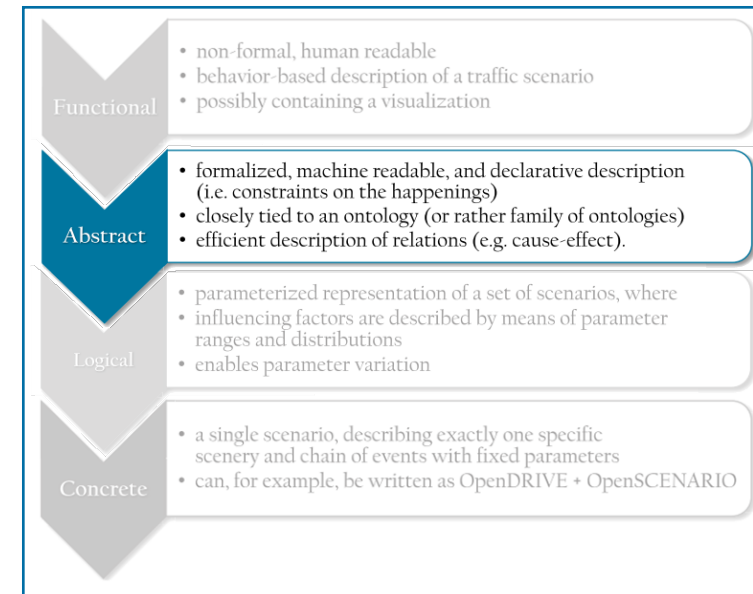 Functional
• non-formal, human readable
• behavior-based description of a traffic scenario
• possibly containing a visualization
Abstract
• formalized, machine readable, and declarative description
(i.e. constraints on the happenings)
• closely tied to an ontology (or rather family of ontologies)
• efficient description of relations (e.g. cause-effect).
Logical
• parameterized representation of a set of scenarios, where
• influencing factors are described by means of parameter
ranges and distributions
• enables parameter variation
Concrete
• a single scenario, describing exactly one specific
scenery and chain of events with fixed parameters
• can, for example, be written as OpenDRIVE + OpenSCENARIO